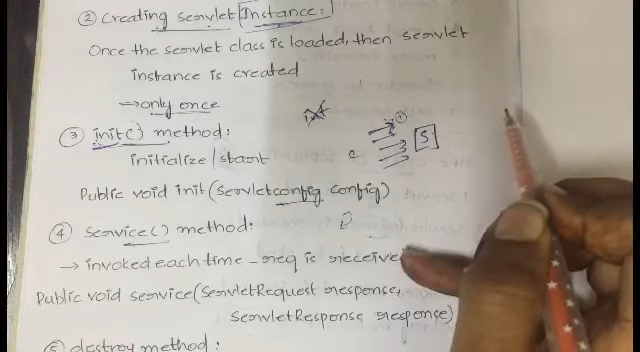 ② Creating servlet Instance:
Once the servlet class is loaded, then servlet
instance is created
→ only once
③ init() method:
initialize/start
Public void init(Servletconfig config)
④ Service() method:
→ invoked each time req is receive
Public void service(ServletRequest response,
ServletResponse response)
⑤ destroy method:
c
S